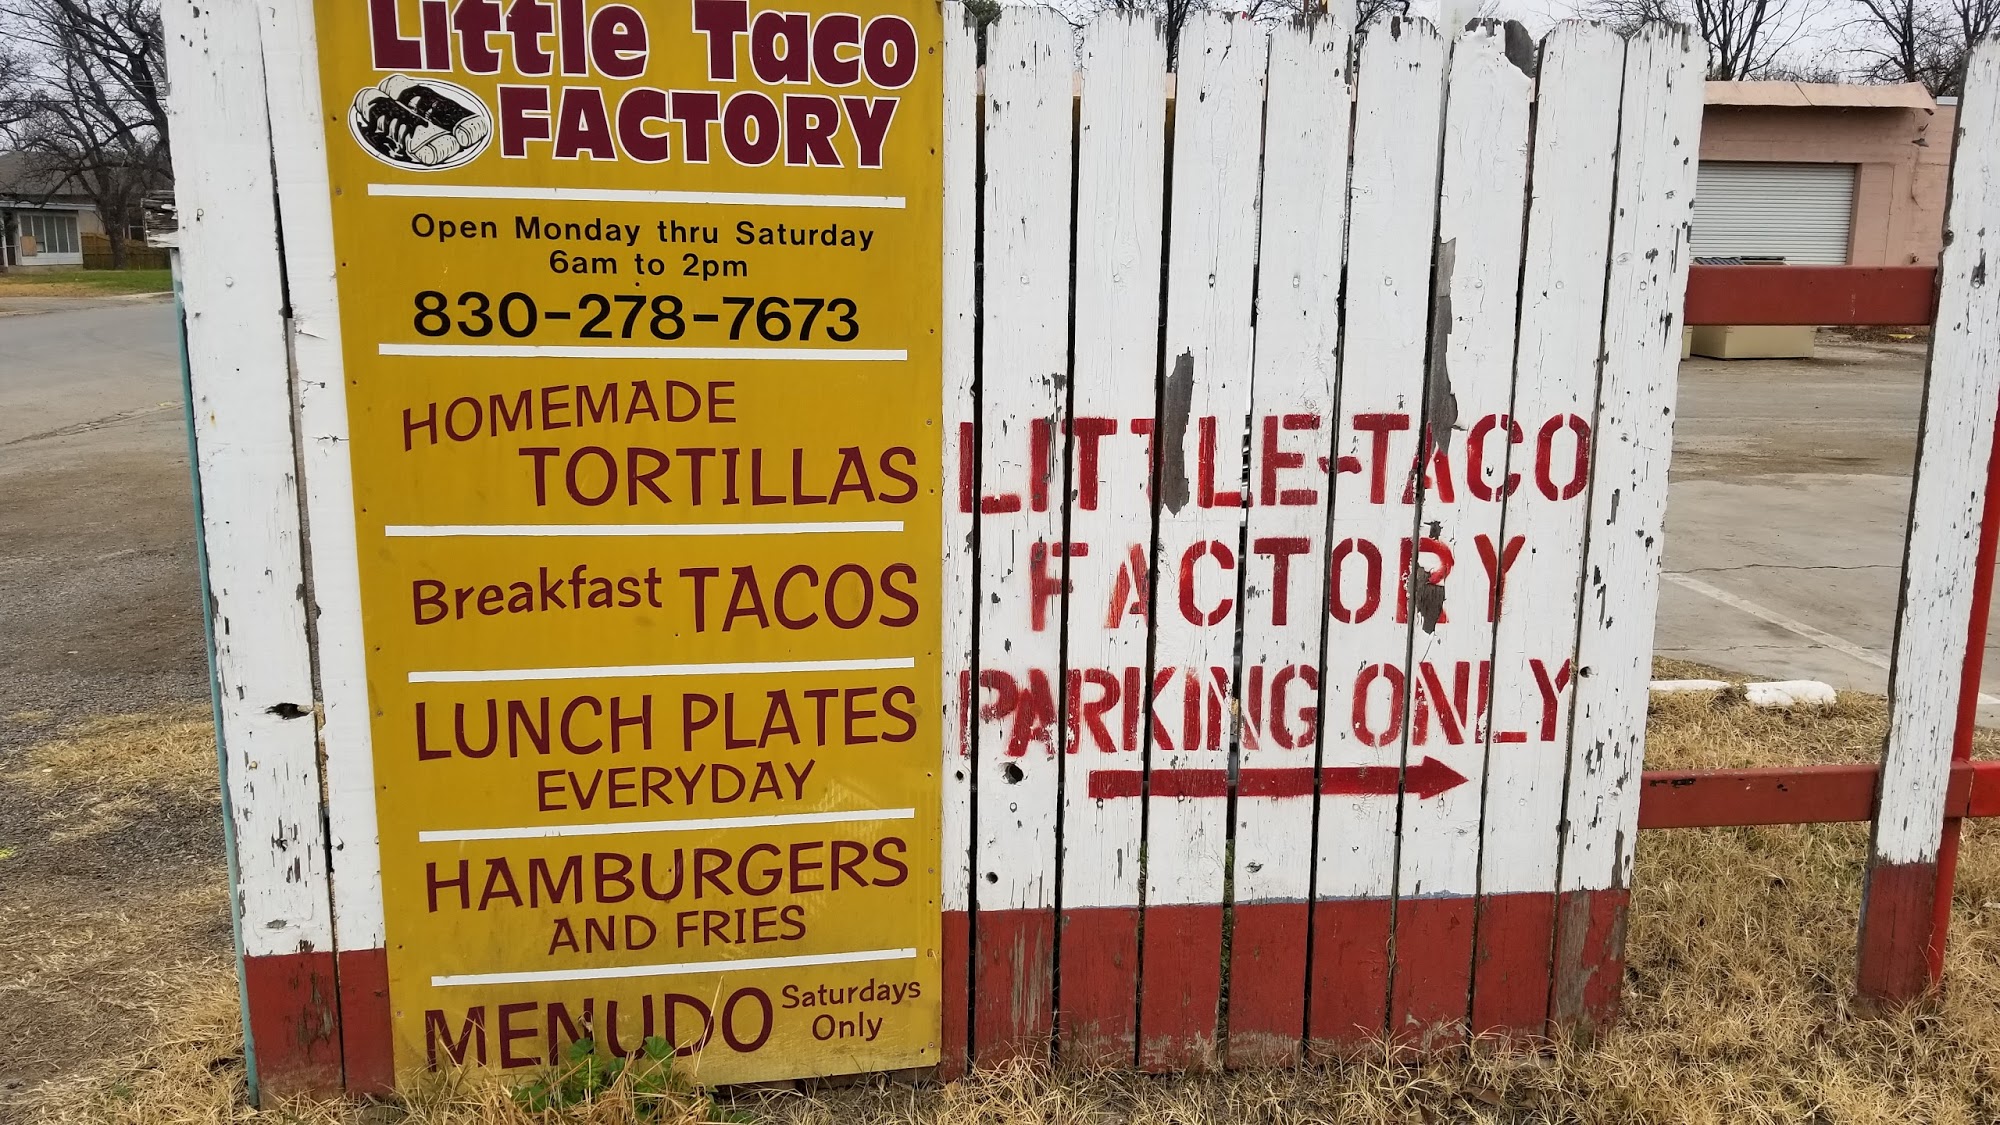 Little Taco
FACTORY
Open Monday thru Saturday
6am to 2pm
830-278-7673
HOMEMADE
TORTILLAS
Breakfast TACOS
LUNCH PLATES
EVERYDAY
HAMBURGERS
AND FRIES
MENUDO Saturdays
Only
LITTLE-TACO
FACTORY
PARKING ONLY